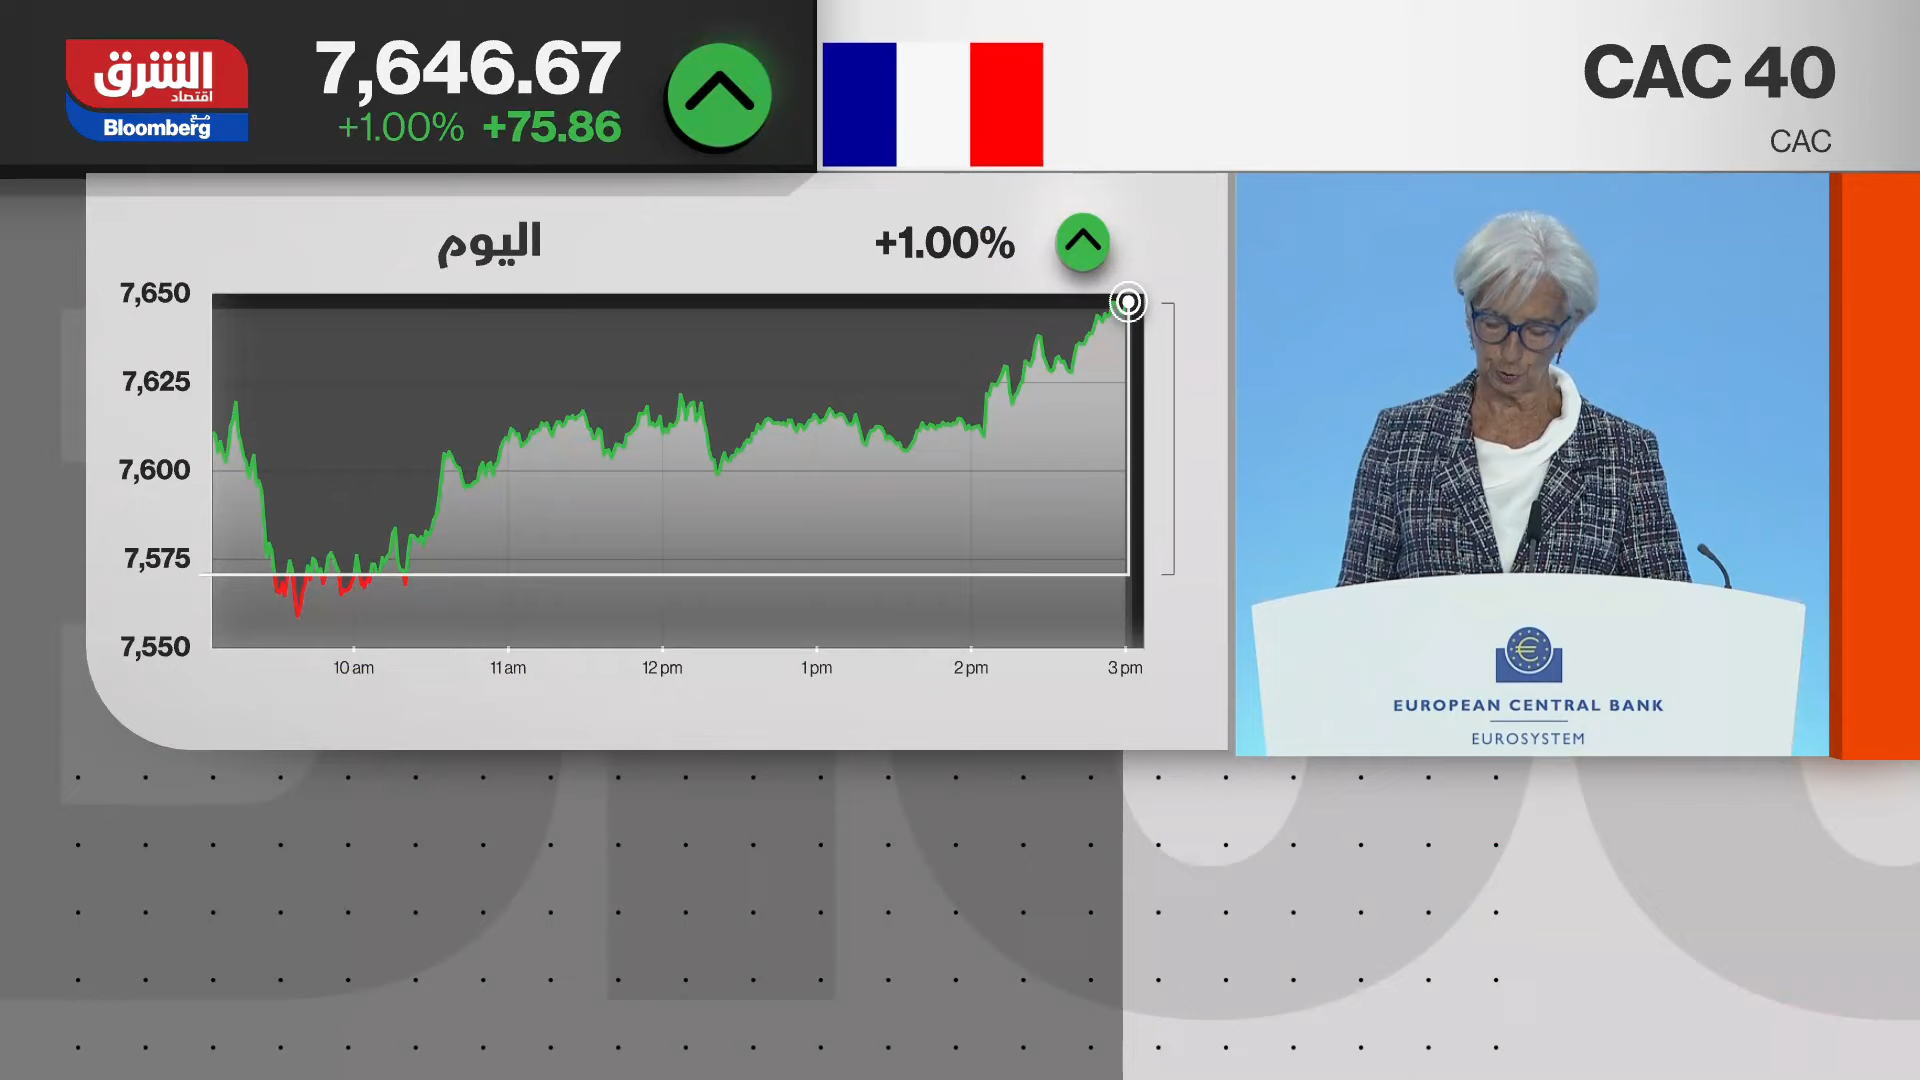 الشرق
اقتصاد
مع
Bloomberg
7,646.67
+1.00% +75.86
CAC 40
CAC
اليوم
+1.00%
7,650
7,625
7,600
7,575
7,550
10 am
11 am
12 pm
1 pm
2 pm
3 pm
EUROPEAN CENTRAL BANK
EUROSYSTEM